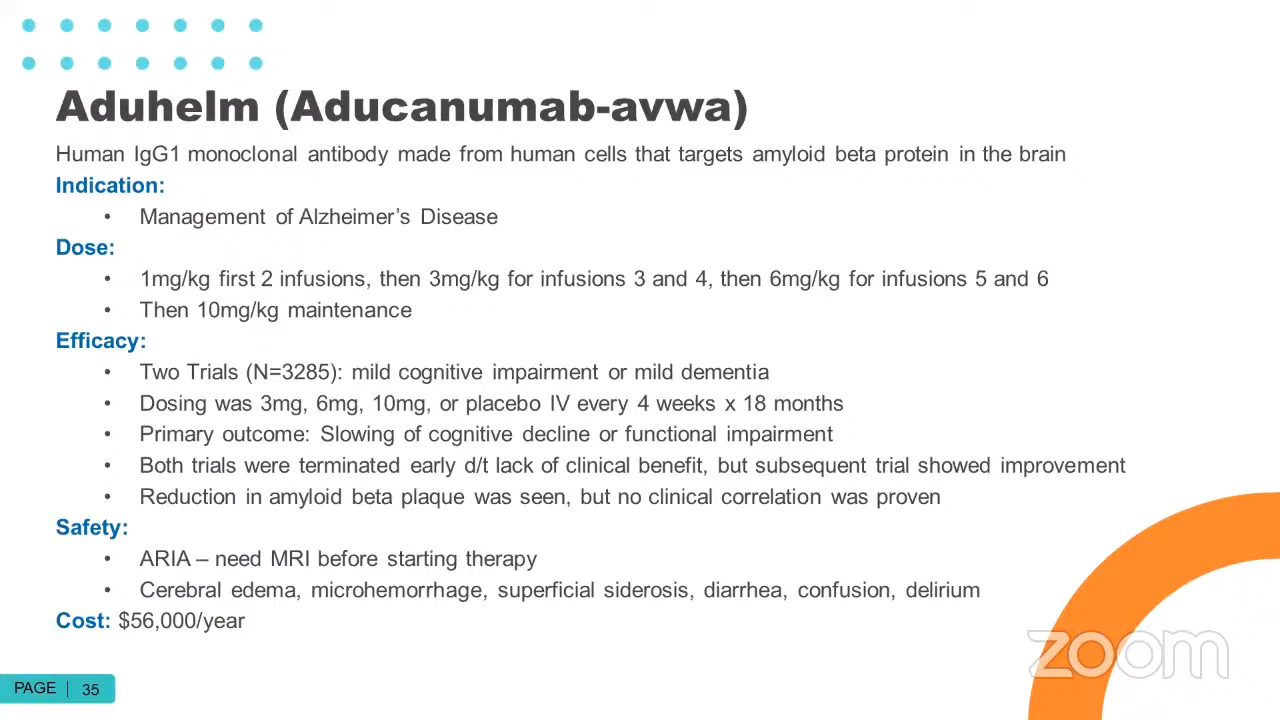 Aduhelm (Aducanumab-avwa)
Human IgG1 monoclonal antibody made from human cells that targets amyloid beta protein in the brain
Indication:
• Management of Alzheimer’s Disease
Dose:
• 1mg/kg first 2 infusions, then 3mg/kg for infusions 3 and 4, then 6mg/kg for infusions 5 and 6
• Then 10mg/kg maintenance
Efficacy:
• Two Trials (N=3285): mild cognitive impairment or mild dementia
• Dosing was 3mg, 6mg, 10mg, or placebo IV every 4 weeks x 18 months
• Primary outcome: Slowing of cognitive decline or functional impairment
• Both trials were terminated early d/t lack of clinical benefit, but subsequent trial showed improvement
• Reduction in amyloid beta plaque was seen, but no clinical correlation was proven
Safety:
• ARIA – need MRI before starting therapy
• Cerebral edema, microhemorrhage, superficial siderosis, diarrhea, confusion, delirium
Cost: $56,000/year
zoom
PAGE | 35